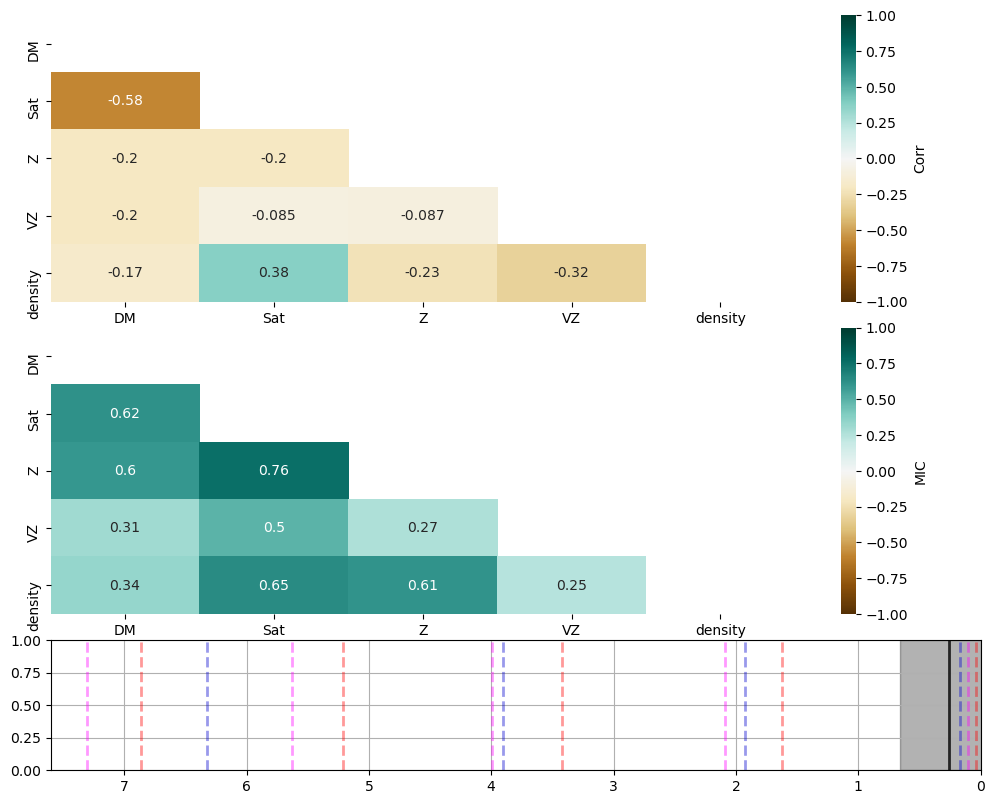 DM
Sat
Z
VZ
density
-0.58
-0.2 -0.2
-0.2 -0.085 -0.087
-0.17 0.38 -0.23 -0.32
DM Sat Z VZ density
1.00
0.75
0.50
0.25
0.00
−0.25
−0.50
−0.75
−1.00
Corr
DM
Sat
Z
VZ
density
0.62
0.6 0.76
0.31 0.5 0.27
0.34 0.65 0.61 0.25
DM Sat Z VZ density
1.00
0.75
0.50
0.25
0.00
−0.25
−0.50
−0.75
−1.00
MIC
1.00
0.75
0.50
0.25
0.00
7 6 5 4 3 2 1 0